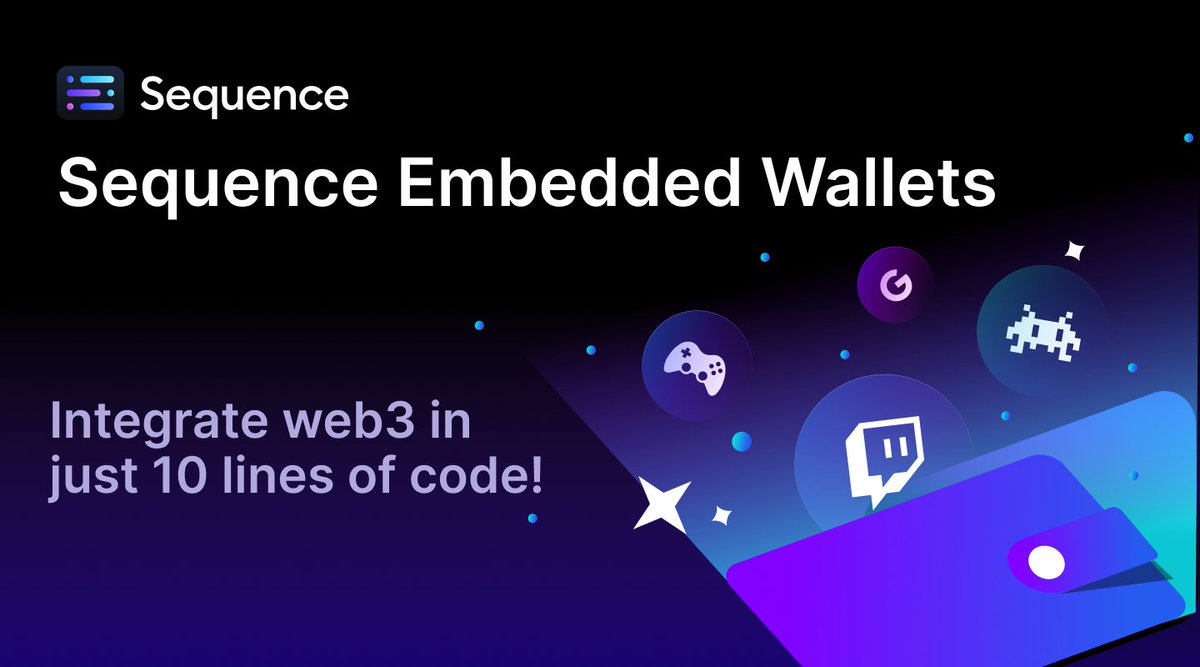 Sequence
Sequence Embedded Wallets
Integrate web3 in
just 10 lines of code!